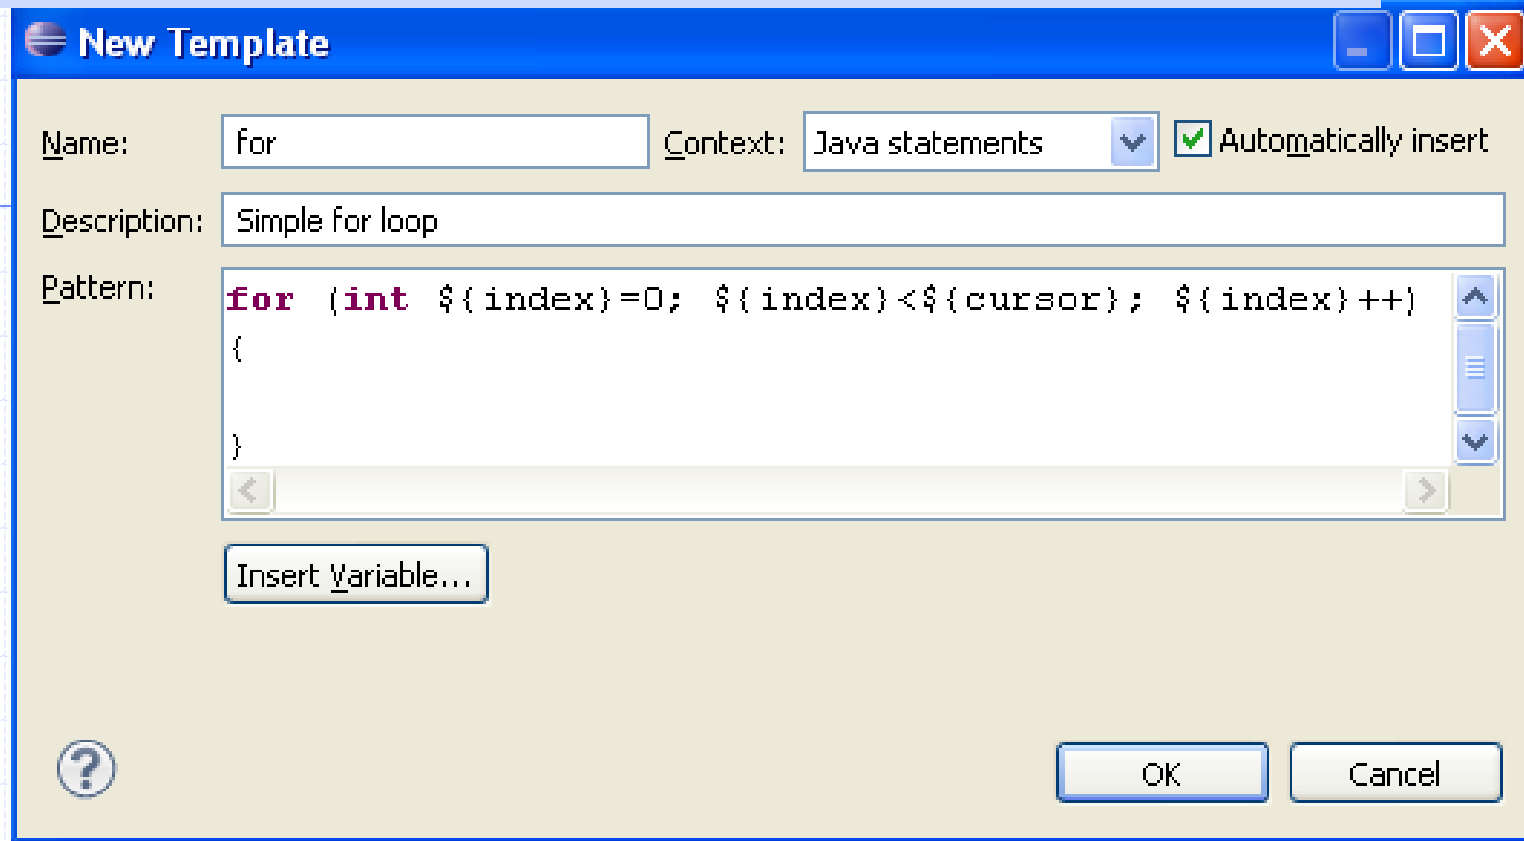 New Template
Name: for Context: Java statements Automatically insert
Description: Simple for loop
Pattern: for (int ${index}=0; ${index}<${cursor}; ${index}++)
{
}
Insert Variable...
?
OK Cancel